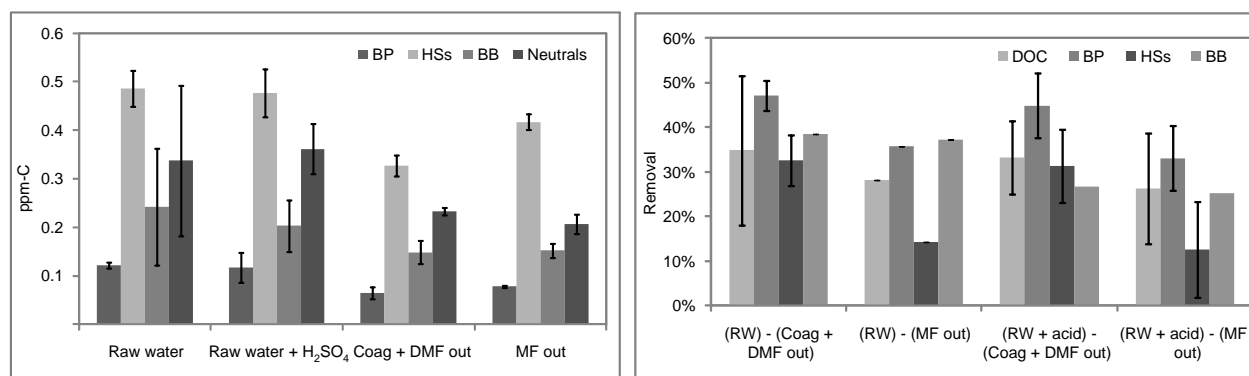 0.6
0.5
0.4
0.3
0.2
0.1
ppm-C
BP HSs BB Neutrals
Raw water Raw water + H₂SO₄ Coag + DMF out MF out
60%
50%
40%
30%
20%
10%
0%
Removal
DOC BP HSs BB
(RW) - (Coag + (RW) - (MF out) (RW + acid) - (RW + acid) - (MF
DMF out) (Coag + DMF out) out)